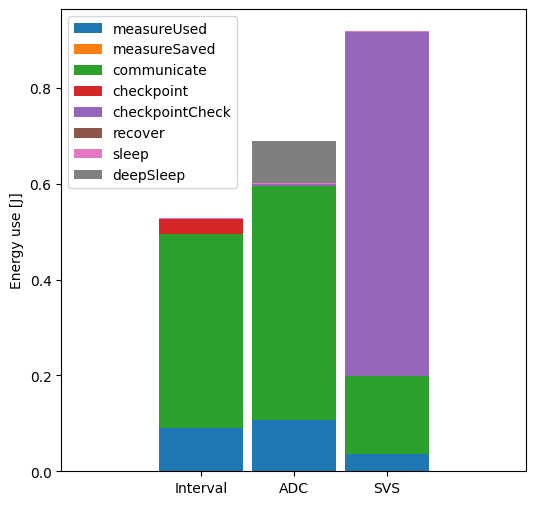 measureUsed
measureSaved
communicate
checkpoint
checkpointCheck
recover
sleep
deepSleep
Energy use [J]
0.8
0.6
0.4
0.2
0.0
Interval ADC SVS